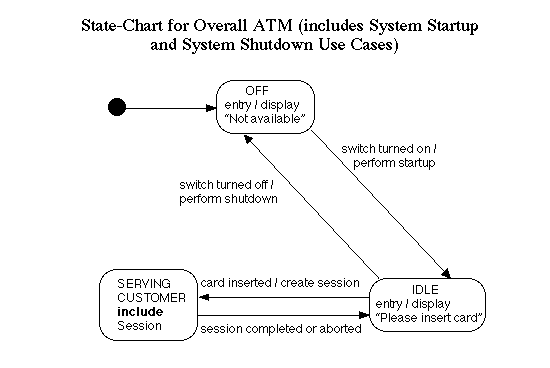 State-Chart for Overall ATM (includes System Startup
and System Shutdown Use Cases)
OFF
entry / display
"Not available"
switch turned on /
perform startup
switch turned off /
perform shutdown
SERVING
CUSTOMER
include
Session
card inserted / create session
session completed or aborted
IDLE
entry / display
"Please insert card"